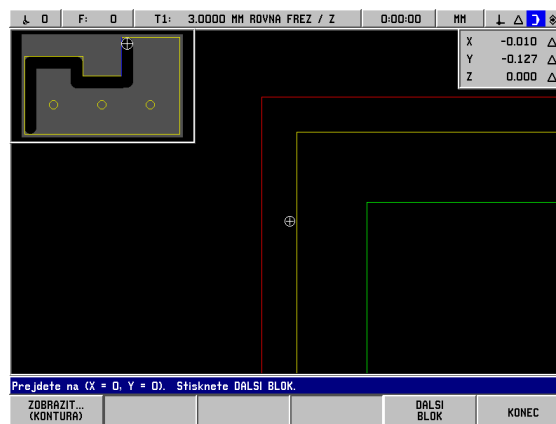 0 F: 0 T1: 3.0000 MM ROVNA FREZ / Z 0:00:00 MM
X -0.010
Y -0.127
Z 0.000
Prejdete na (X = 0, Y = 0). Stisknete DALSI BLOK.
ZOBRAZIT...
(KONTURA)
DALSI
BLOK
KONEC